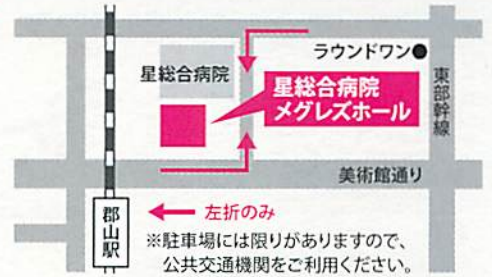 ラウンドワン
星総合病院
星総合病院
メグレズホール
東部幹線
美術館通り
郡山駅
左折のみ
※駐車場には限りがありますので、
公共交通機関をご利用ください。